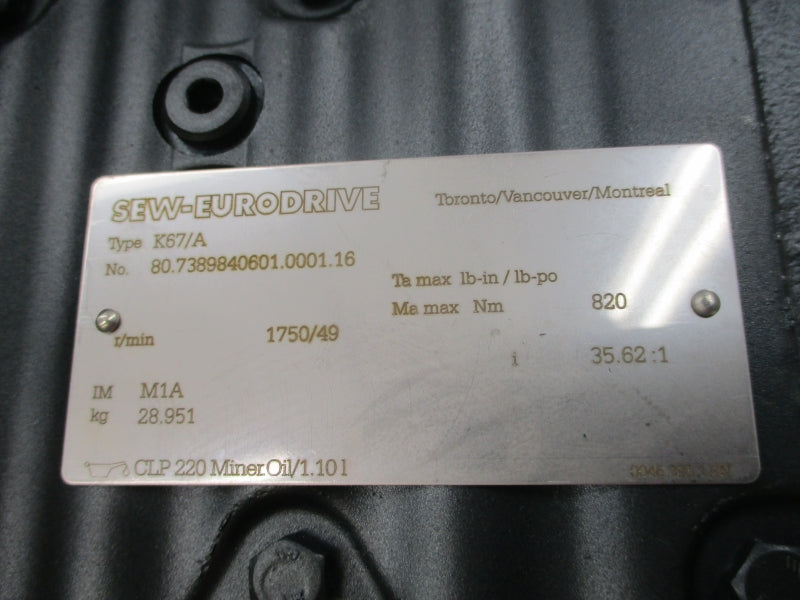 SEW-EURODRIVE Toronto/Vancouver/Montreal
Type K67/A
No. 80.7389840601.0001.16
Ta max lb-in / lb-po
Ma max Nm 820
r/min 1750/49
i 35.62:1
IM M1A
kg 28.951
CLP 220 Miner.Oil/1.10 l